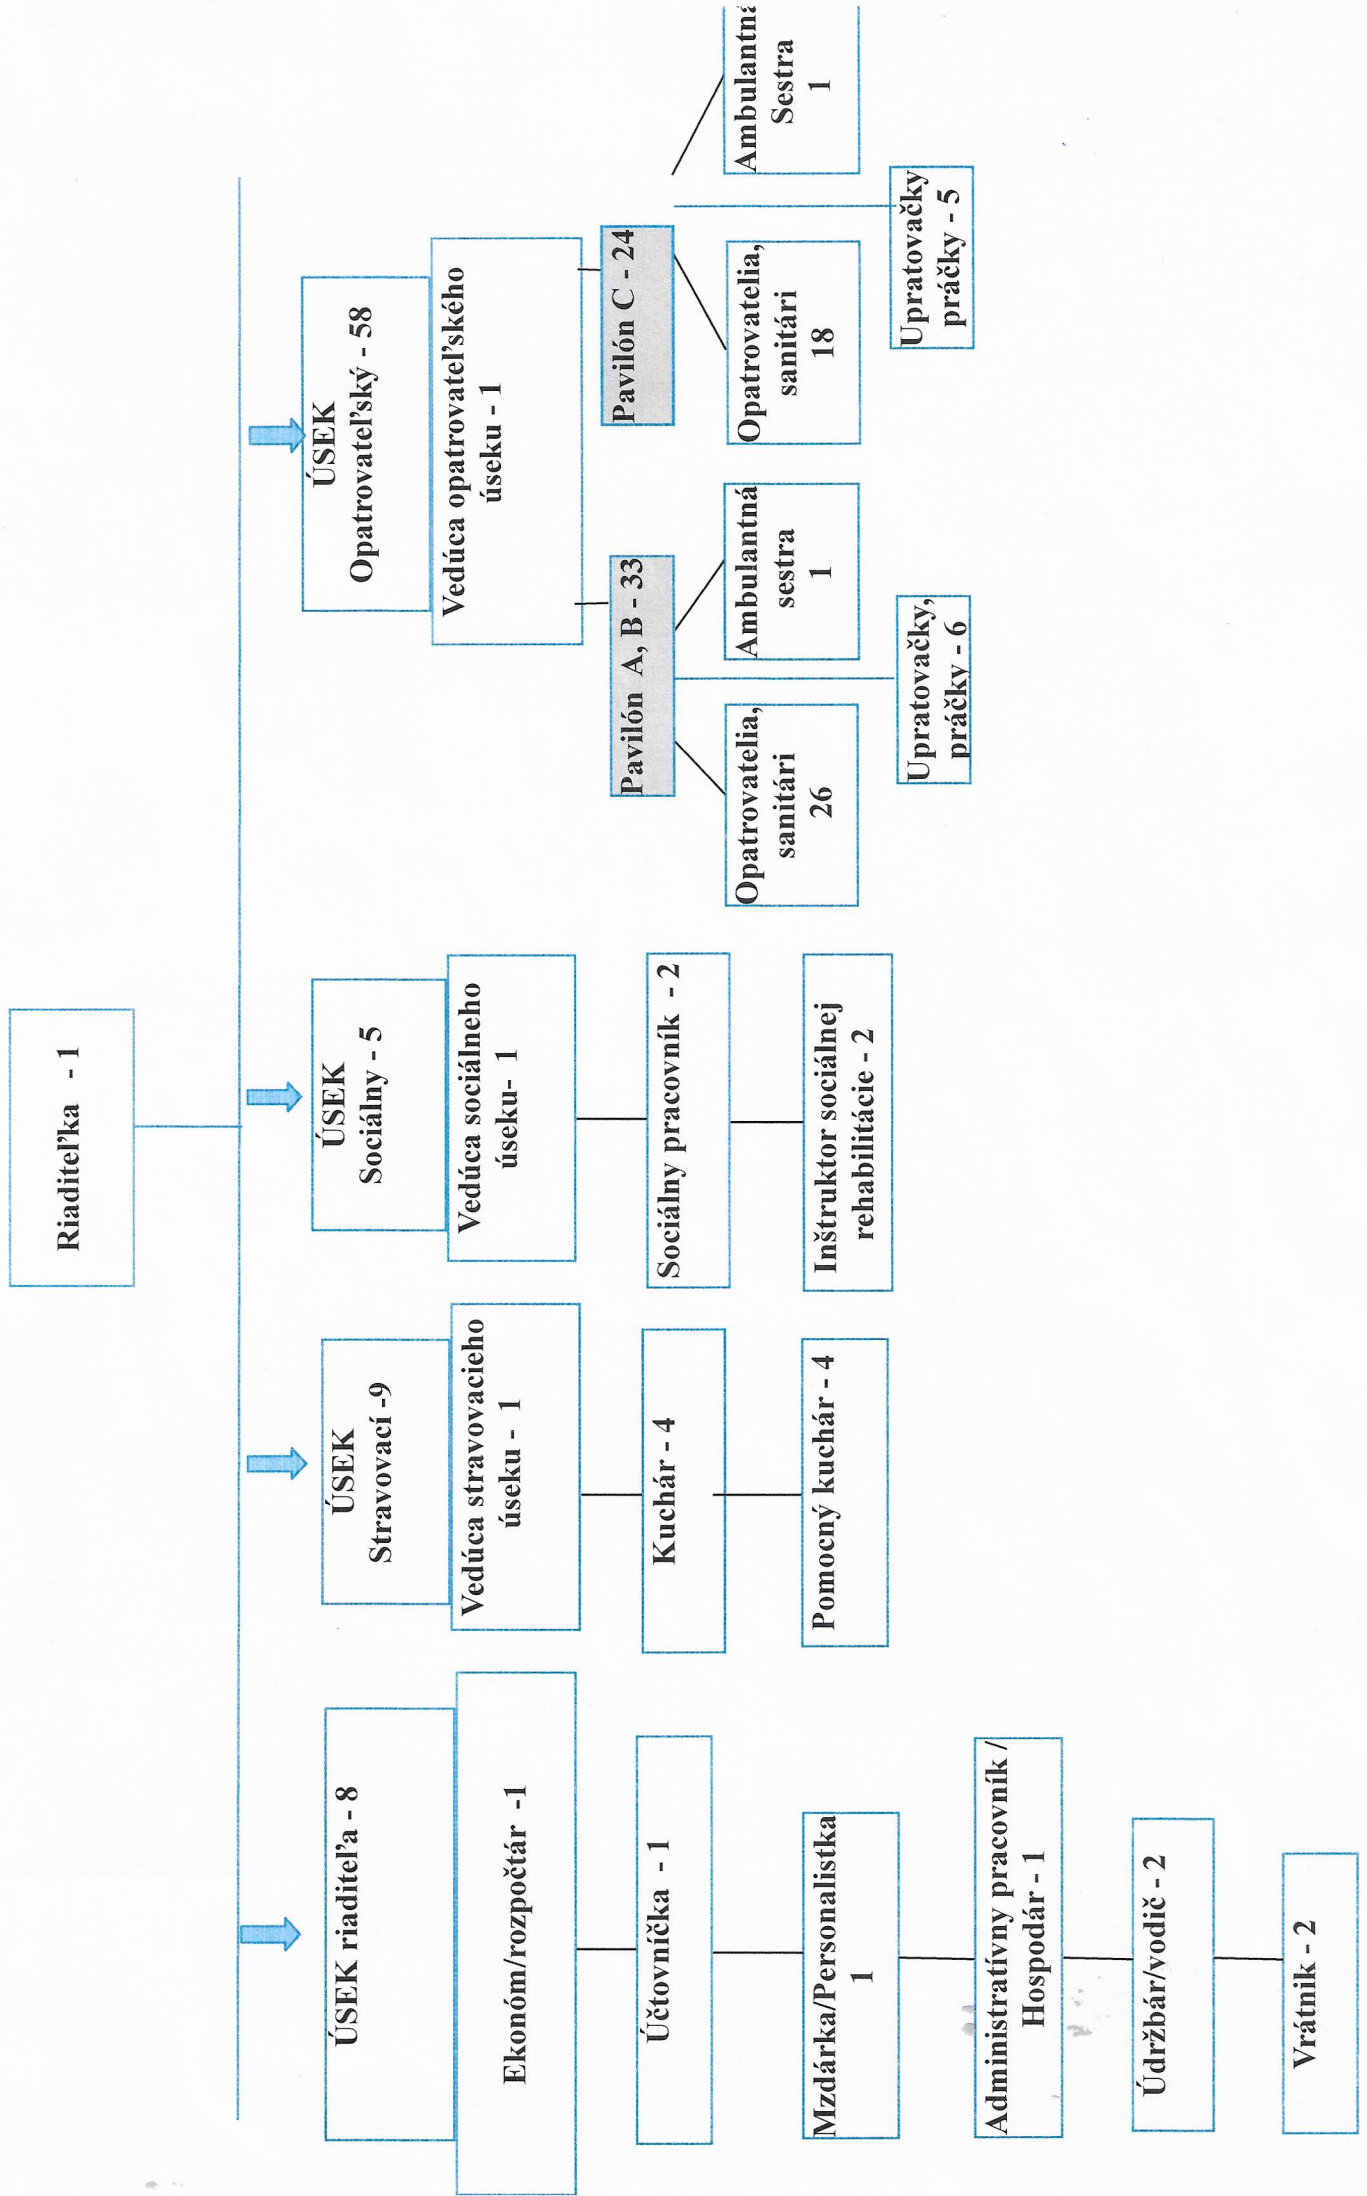 Riaditeľka - 1
ÚSEK riaditeľa - 8
Ekonóm/rozpočtár -1
Účtovníčka - 1
Mzdárka/Personalistka
1
Administratívny pracovník /
Hospodár - 1
Údržbár/vodič - 2
Vrátnik - 2
ÚSEK
Stravovací -9
Vedúca stravovacieho
úseku - 1
Kuchár - 4
Pomocný kuchár - 4
ÚSEK
Sociálny - 5
Vedúca sociálneho
úseku- 1
Sociálny pracovník - 2
Inštruktor sociálnej
rehabilitácie - 2
ÚSEK
Opatrovateľský - 58
Vedúca opatrovateľského
úseku - 1
Pavilón A, B - 33
Opatrovatelia,
sanitári
26
Ambulantná
sestra
1
Upratovačky,
práčky - 6
Pavilón C - 24
Opatrovatelia,
sanitári
18
Ambulantná
Sestra
1
Upratovačky
práčky - 5